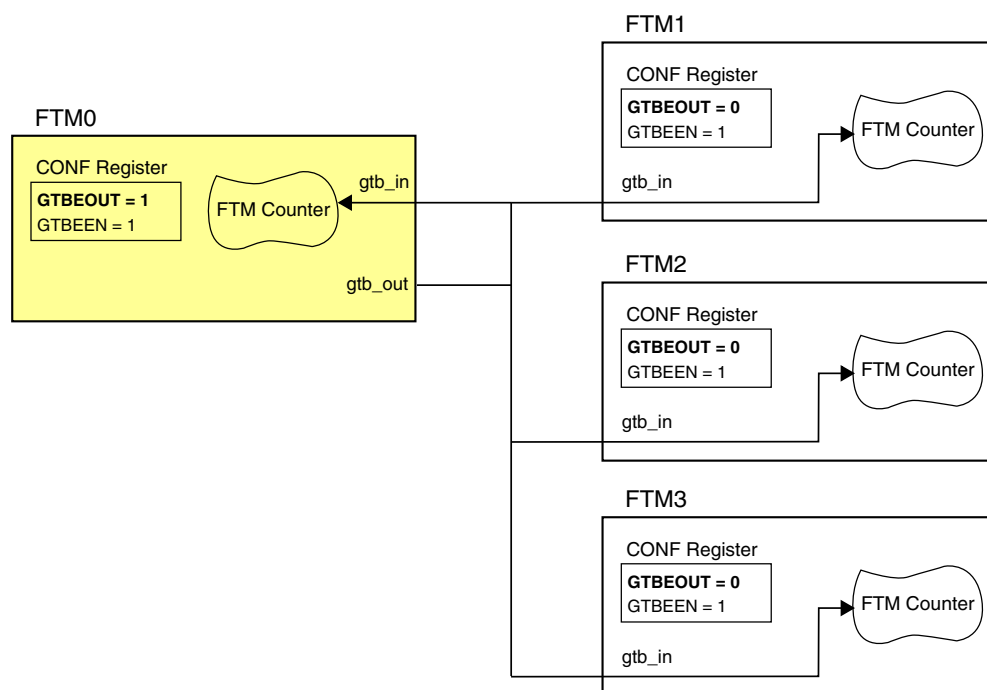 FTM0
CONF Register
GTBEOUT = 1
GTBEEN = 1
FTM Counter
gtb_in
gtb_out
FTM1
CONF Register
GTBEOUT = 0
GTBEEN = 1
FTM Counter
gtb_in
FTM2
CONF Register
GTBEOUT = 0
GTBEEN = 1
FTM Counter
gtb_in
FTM3
CONF Register
GTBEOUT = 0
GTBEEN = 1
FTM Counter
gtb_in